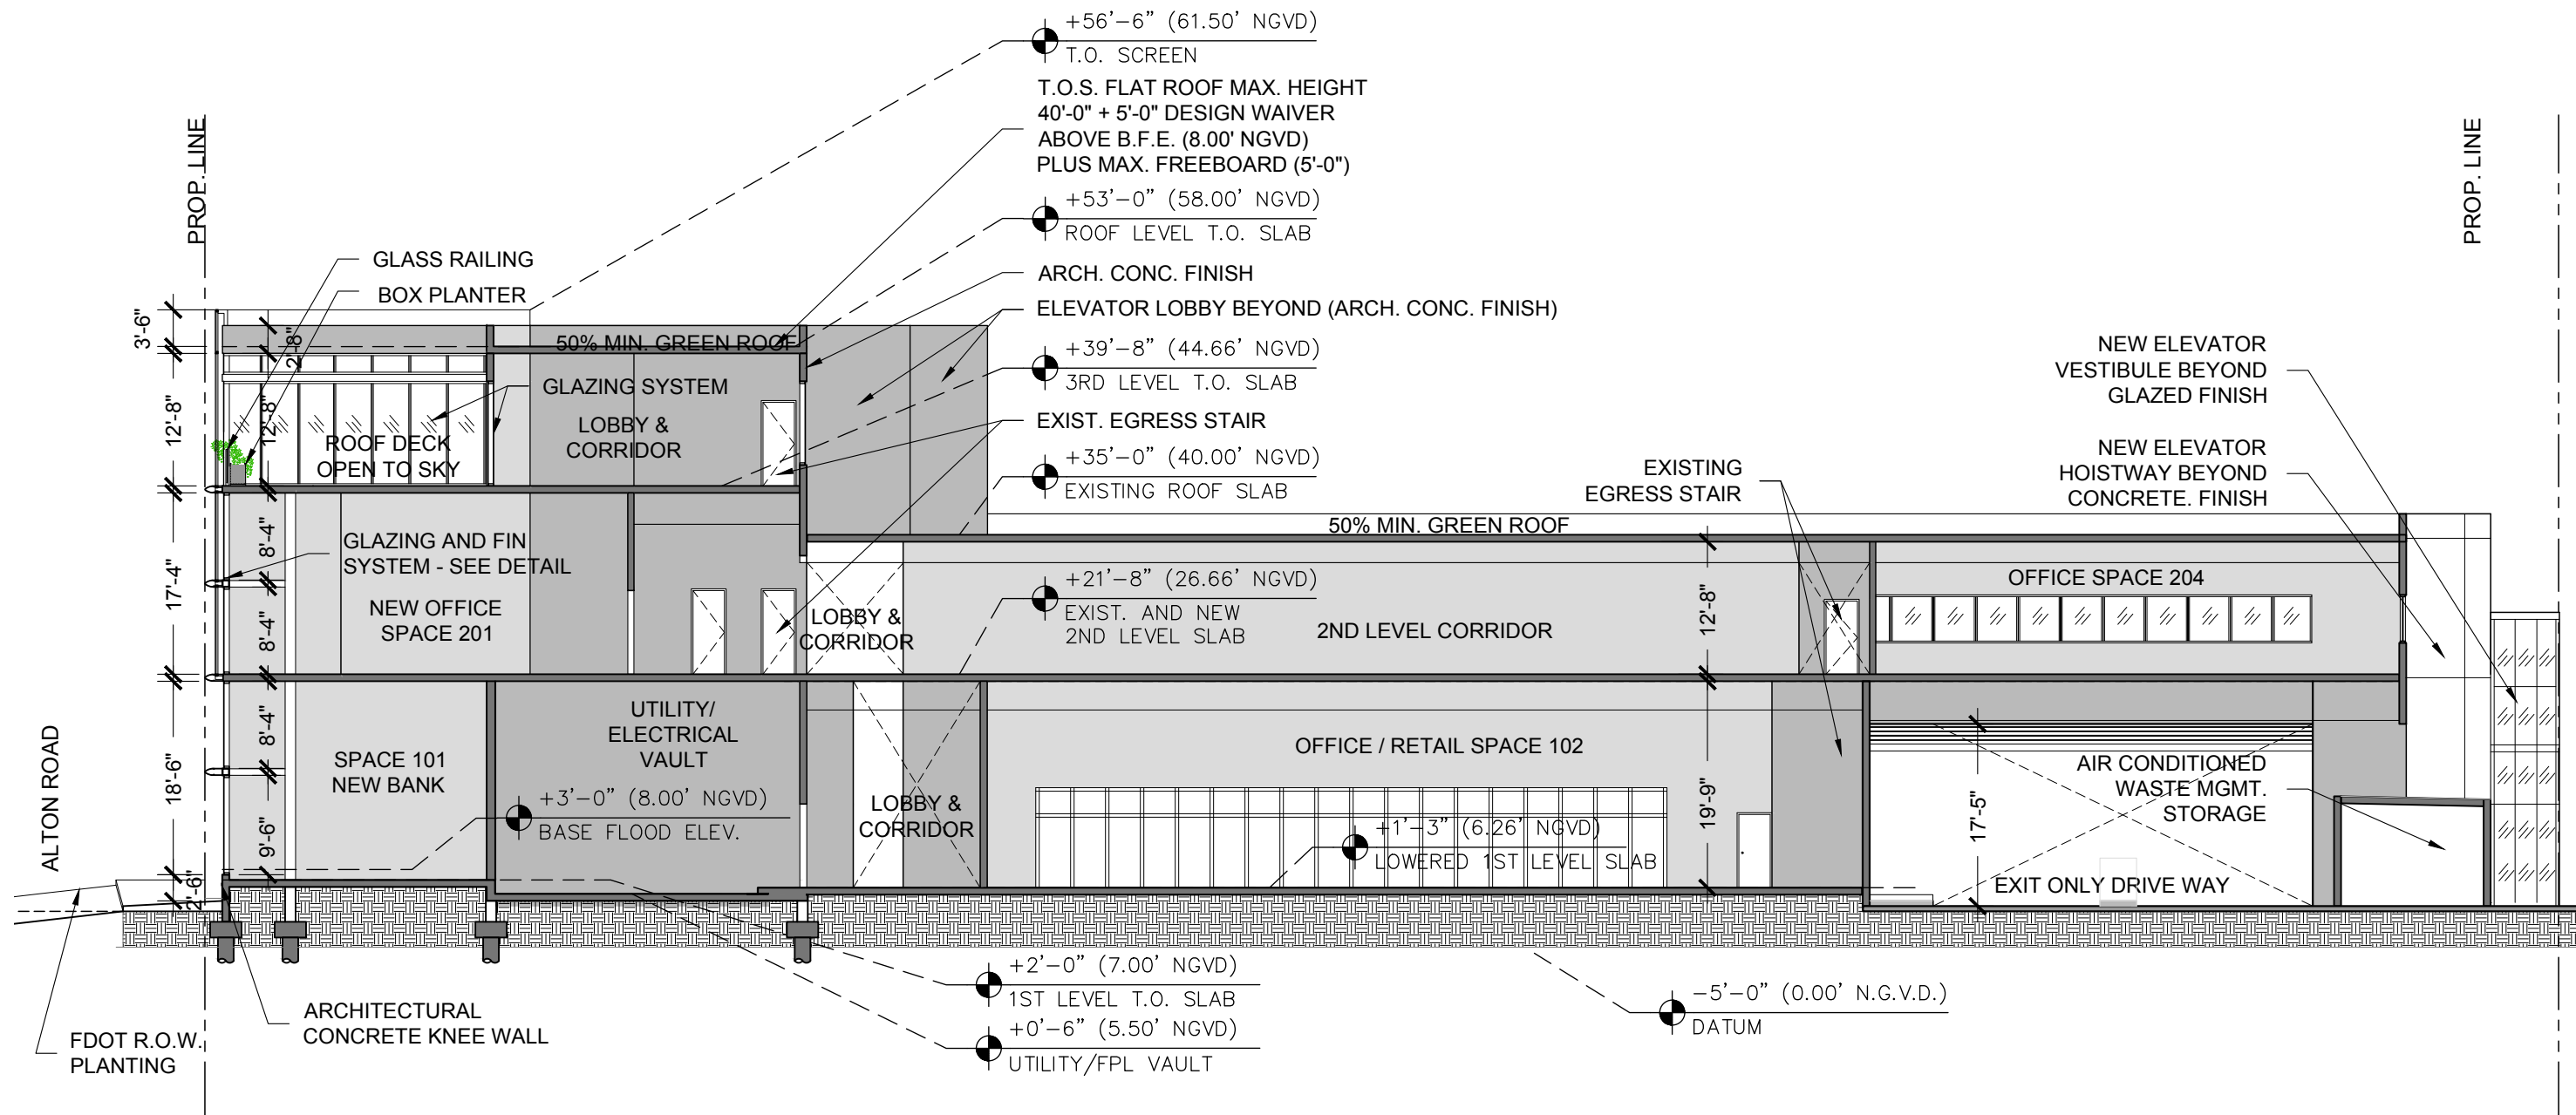 +56'-6" (61.50' NGVD)
T.O. SCREEN
T.O.S. FLAT ROOF MAX. HEIGHT
40'-0" + 5'-0" DESIGN WAIVER
ABOVE B.F.E. (8.00' NGVD)
PLUS MAX. FREEBOARD (5'-0")
+53'-0" (58.00' NGVD)
ROOF LEVEL T.O. SLAB
ARCH. CONC. FINISH
ELEVATOR LOBBY BEYOND (ARCH. CONC. FINISH)
+39'-8" (44.66' NGVD)
3RD LEVEL T.O. SLAB
EXIST. EGRESS STAIR
+35'-0" (40.00' NGVD)
EXISTING ROOF SLAB
PROP. LINE
PROP. LINE
GLASS RAILING
BOX PLANTER
3'-6"
2'-8"
50% MIN. GREEN ROOF
GLAZING SYSTEM
LOBBY &
CORRIDOR
12'-8"
12'-8"
ROOF DECK
OPEN TO SKY
NEW ELEVATOR
VESTIBULE BEYOND
GLAZED FINISH
NEW ELEVATOR
HOISTWAY BEYOND
CONCRETE. FINISH
EXISTING
EGRESS STAIR
50% MIN. GREEN ROOF
17'-4"
8'-4"
8'-4"
GLAZING AND FIN
SYSTEM - SEE DETAIL
NEW OFFICE
SPACE 201
LOBBY &
CORRIDOR
+21'-8" (26.66' NGVD)
EXIST. AND NEW
2ND LEVEL SLAB
2ND LEVEL CORRIDOR
12'-8"
OFFICE SPACE 204
ALTON ROAD
18'-6"
8'-4"
9'-6"
2'-6"
SPACE 101
NEW BANK
UTILITY/
ELECTRICAL
VAULT
+3'-0" (8.00' NGVD)
BASE FLOOD ELEV.
LOBBY &
CORRIDOR
OFFICE / RETAIL SPACE 102
+1'-3" (6.26' NGVD)
LOWERED 1ST LEVEL SLAB
19'-9"
17'-5"
AIR CONDITIONED
WASTE MGMT.
STORAGE
EXIT ONLY DRIVE WAY
+2'-0" (7.00' NGVD)
1ST LEVEL T.O. SLAB
+0'-6" (5.50' NGVD)
UTILITY/FPL VAULT
-5'-0" (0.00' N.G.V.D.)
DATUM
ARCHITECTURAL
CONCRETE KNEE WALL
FDOT R.O.W.
PLANTING